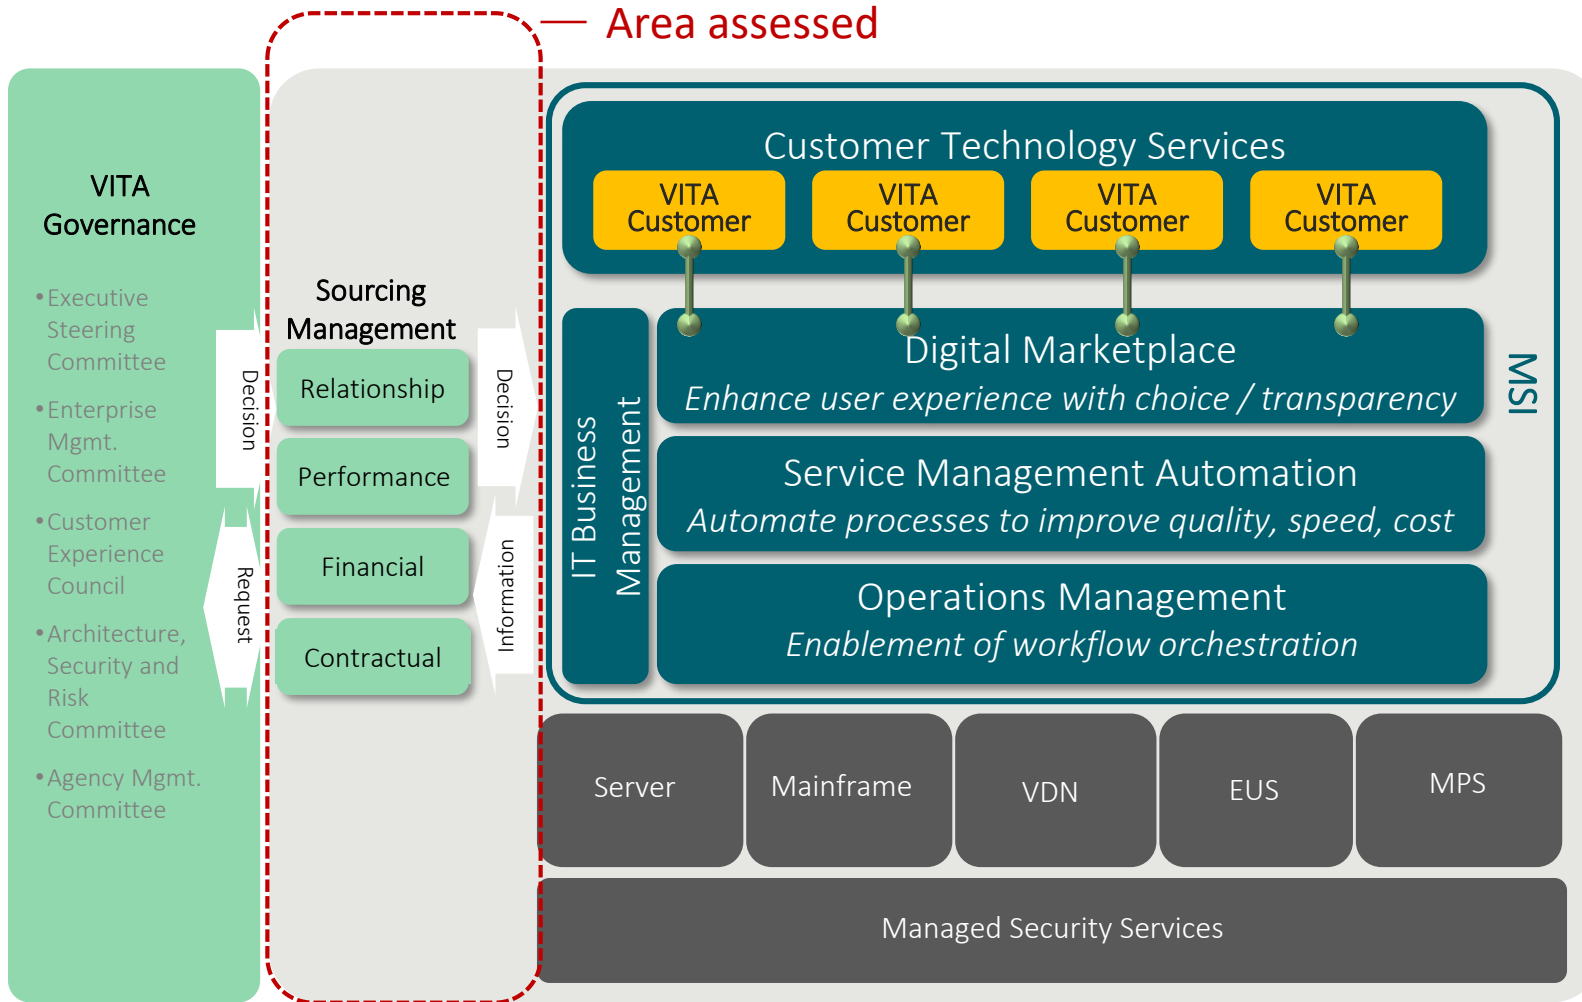 Area assessed
VITA
Governance
•Executive
Steering
Committee
•Enterprise
Mgmt.
Committee
•Customer
Experience
Council
•Architecture,
Security and
Risk
Committee
•Agency Mgmt.
Committee
Decision
Request
Sourcing
Management
Relationship
Performance
Financial
Contractual
Decision
Information
Customer Technology Services
VITA
Customer
VITA
Customer
VITA
Customer
VITA
Customer
IT Business
Management
Digital Marketplace
Enhance user experience with choice / transparency
Service Management Automation
Automate processes to improve quality, speed, cost
Operations Management
Enablement of workflow orchestration
MSI
Server
Mainframe
VDN
EUS
MPS
Managed Security Services